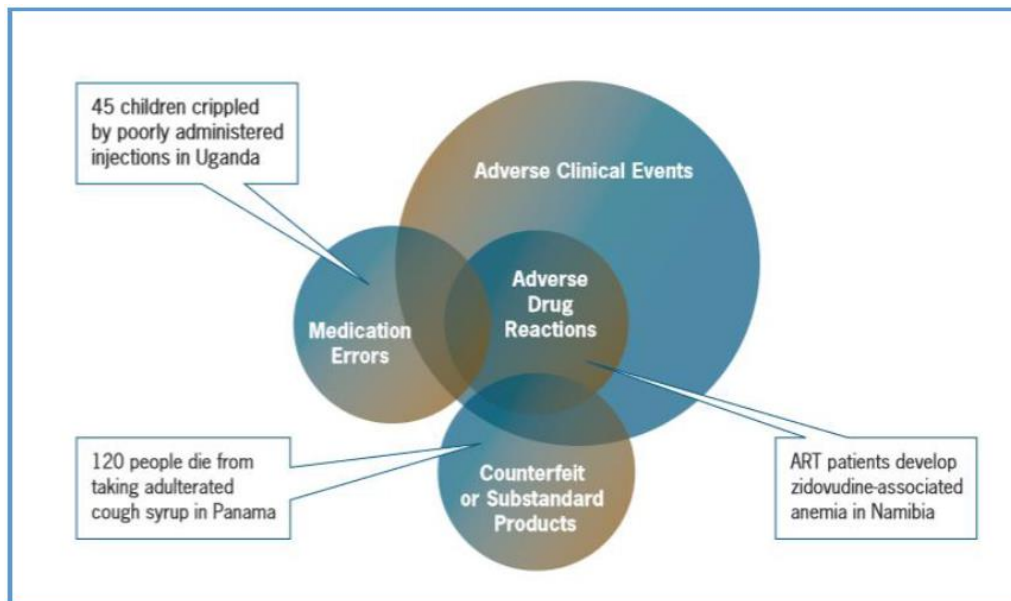 45 children crippled
by poorly administered
injections in Uganda
Adverse Clinical Events
Adverse
Drug
Reactions
Medication
Errors
120 people die from
taking adulterated
cough syrup in Panama
Counterfeit
or Substandard
Products
ART patients develop
zidovudine-associated
anemia in Namibia